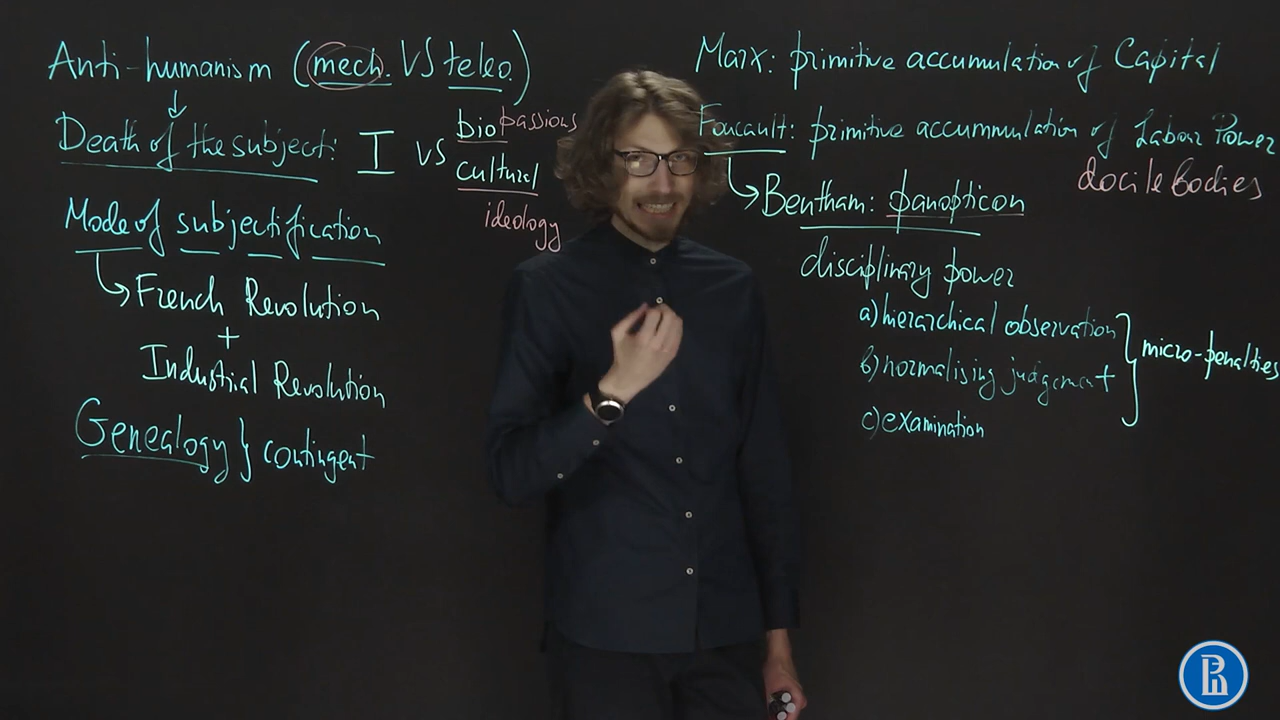 Anti-humanism (mech. VS teleo.)
Death of the subject: I vs
bio passions
cultural
ideology
Mode of subjectification
French Revolution
+
Industrial Revolution
Genealogy } contingent
Marx: primitive accumulation of Capital
Foucault: primitive accummulation of Labour Power
docile bodies
Bentham: panopticon
disciplinary power
a) hierarchical observation
b) normalising judgement
c) examination
micro-penalties